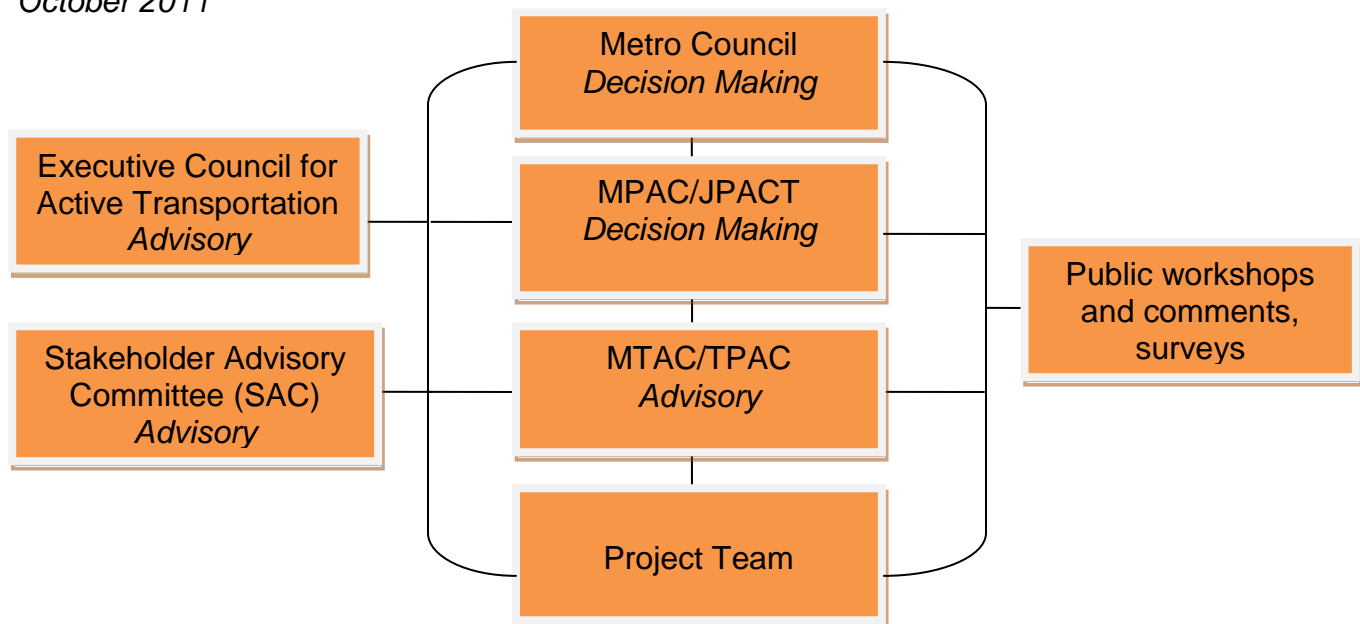 October 2011
Metro Council
Decision Making
Executive Council for
Active Transportation
Advisory
MPAC/JPACT
Decision Making
Public workshops
and comments,
surveys
Stakeholder Advisory
Committee (SAC)
Advisory
MTAC/TPAC
Advisory
Project Team